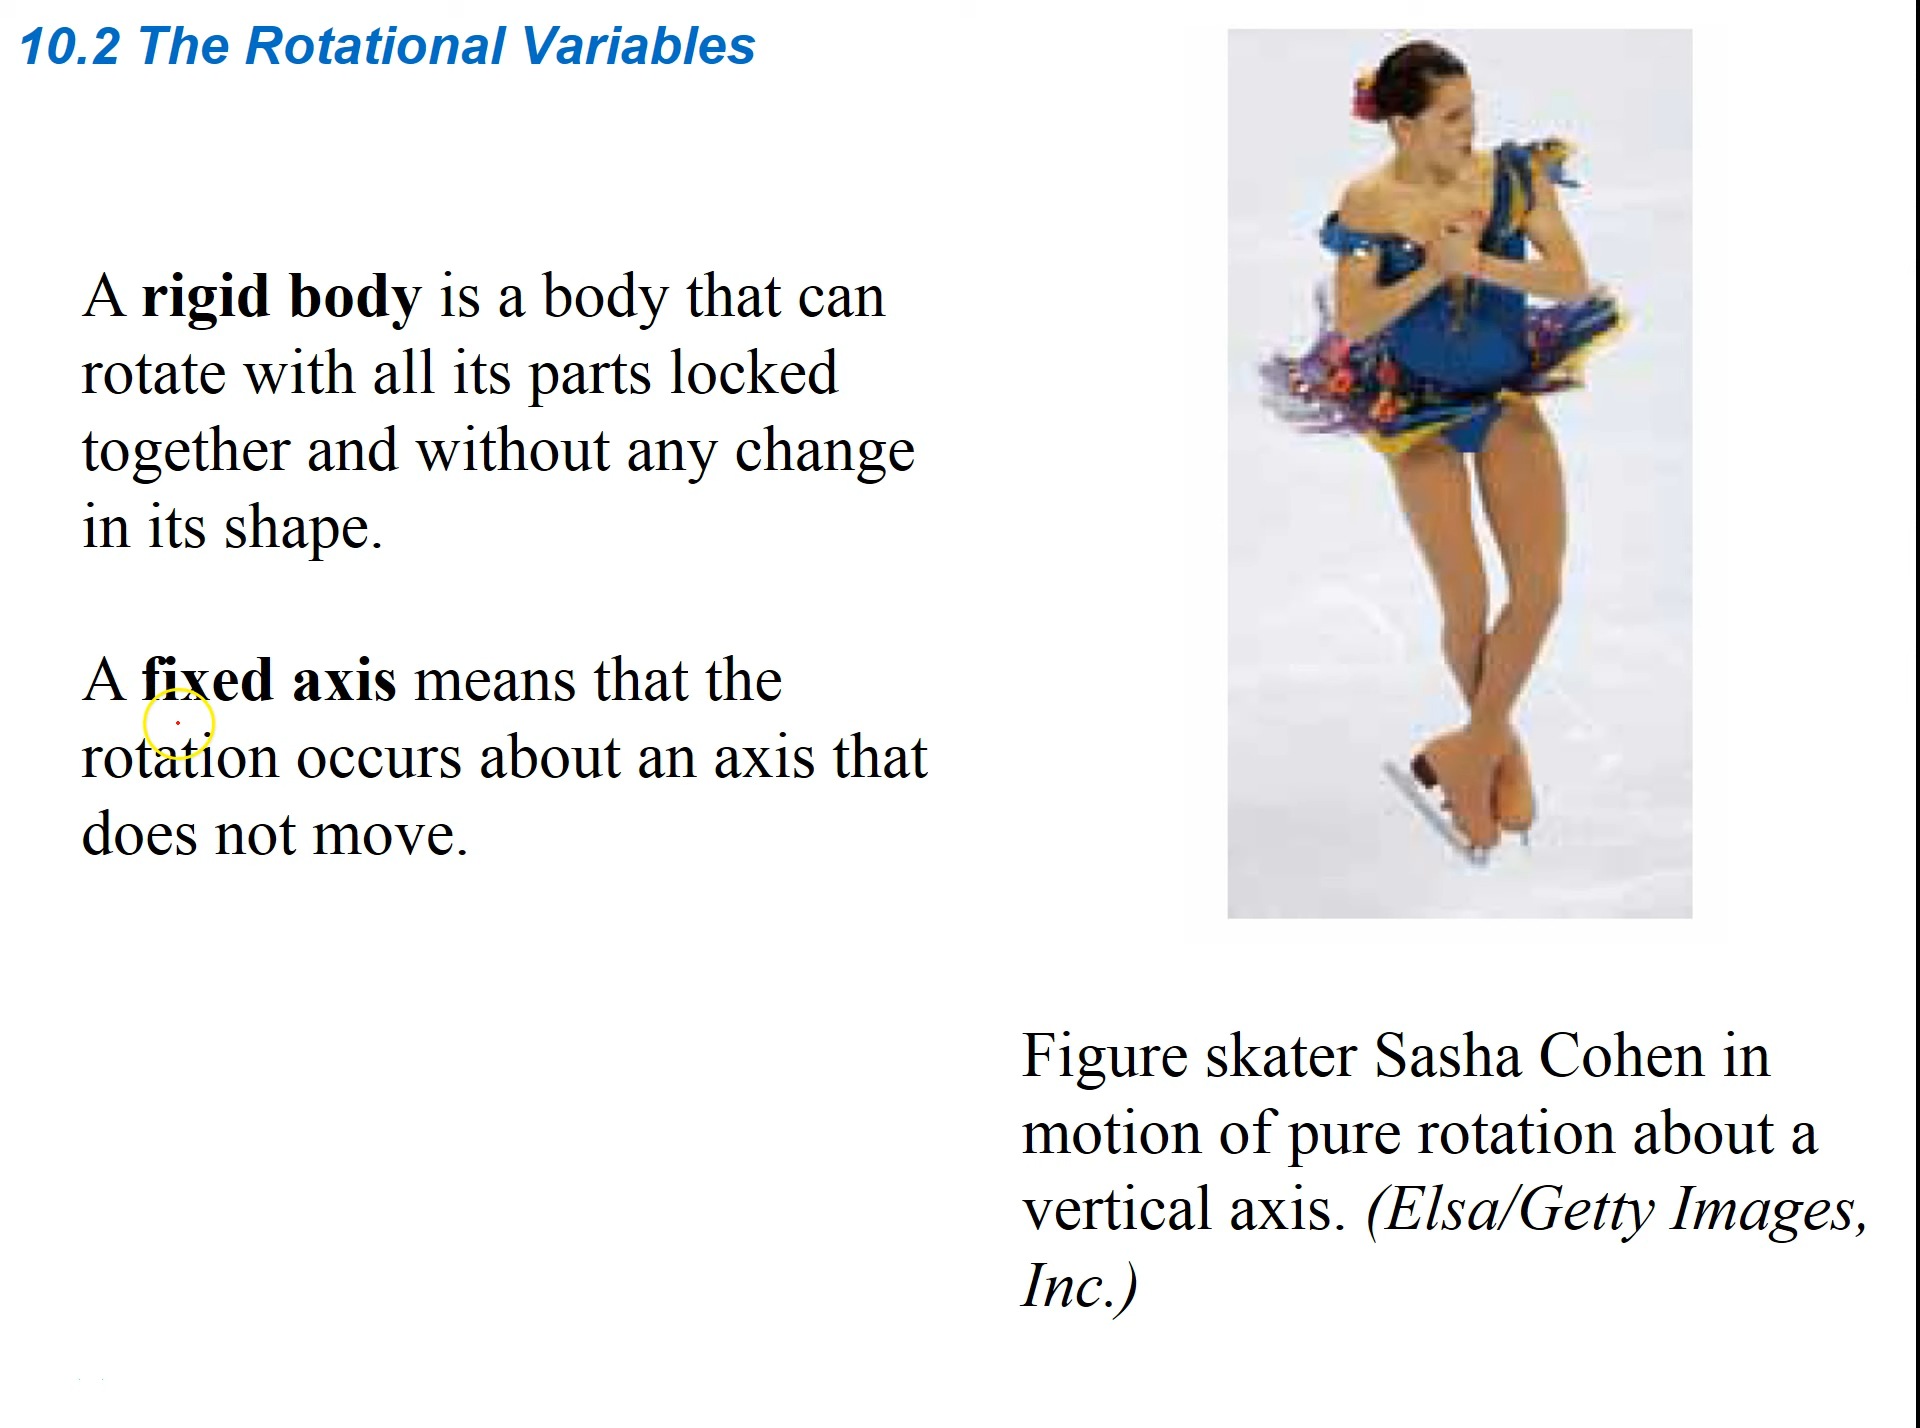 10.2 The Rotational Variables
A rigid body is a body that can
rotate with all its parts locked
together and without any change
in its shape.
A fixed axis means that the
rotation occurs about an axis that
does not move.
Figure skater Sasha Cohen in
motion of pure rotation about a
vertical axis. (Elsa/Getty Images,
Inc.)